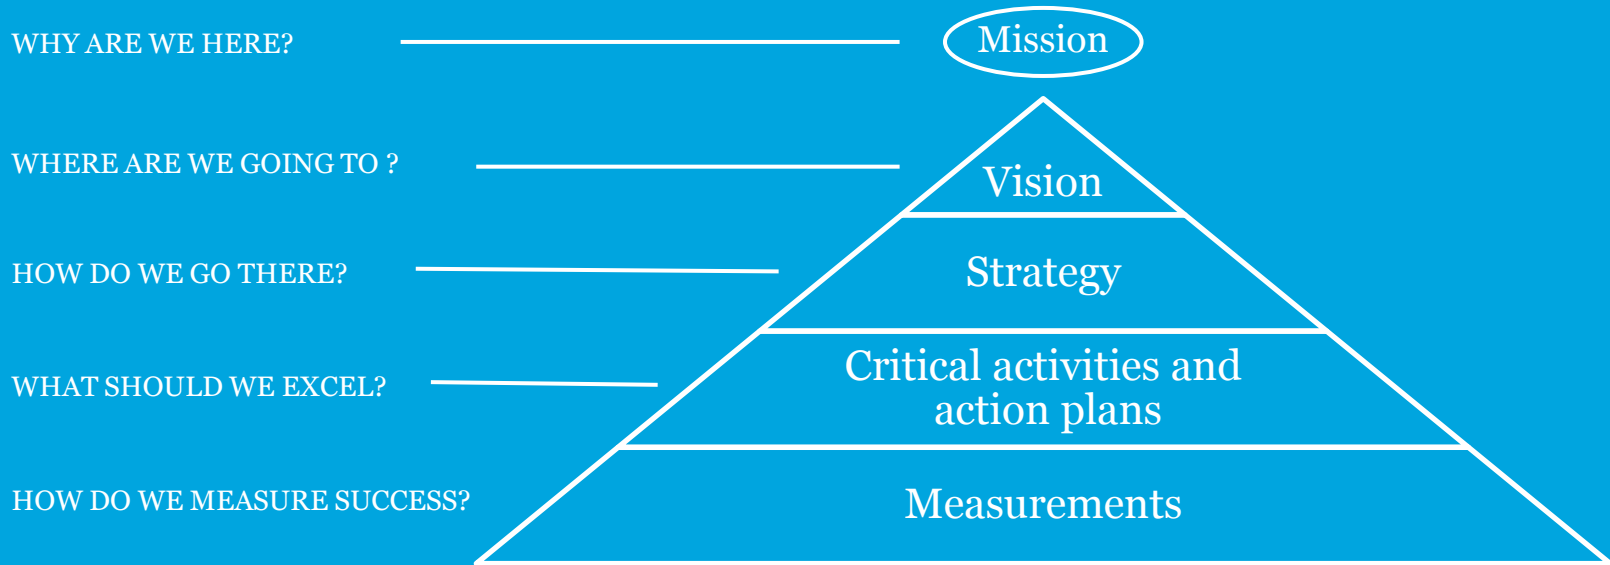 WHY ARE WE HERE?
Mission
WHERE ARE WE GOING TO ?
Vision
HOW DO WE GO THERE?
Strategy
WHAT SHOULD WE EXCEL?
Critical activities and
action plans
HOW DO WE MEASURE SUCCESS?
Measurements